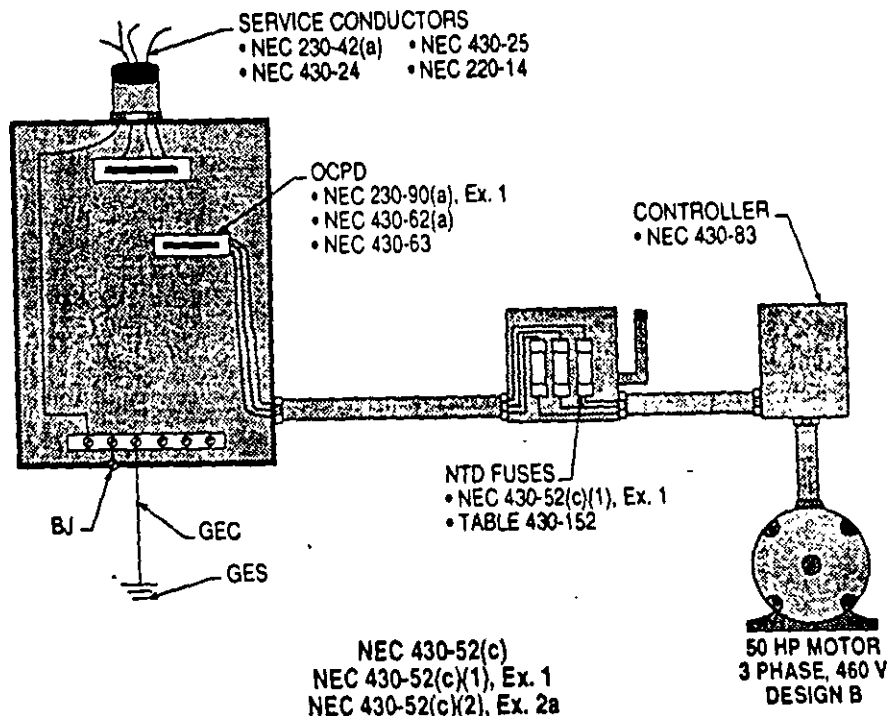 SERVICE CONDUCTORS
• NEC 230-42(a) • NEC 430-25
• NEC 430-24 • NEC 220-14
OCPD
• NEC 230-90(a), Ex. 1
• NEC 430-62(a)
• NEC 430-63
CONTROLLER
• NEC 430-83
NTD FUSES
• NEC 430-52(c)(1), Ex. 1
• TABLE 430-152
BJ
GEC
GES
50 HP MOTOR
3 PHASE, 460 V
DESIGN B
NEC 430-52(c)
NEC 430-52(c)(1), Ex. 1
NEC 430-52(c)(2), Ex. 2a